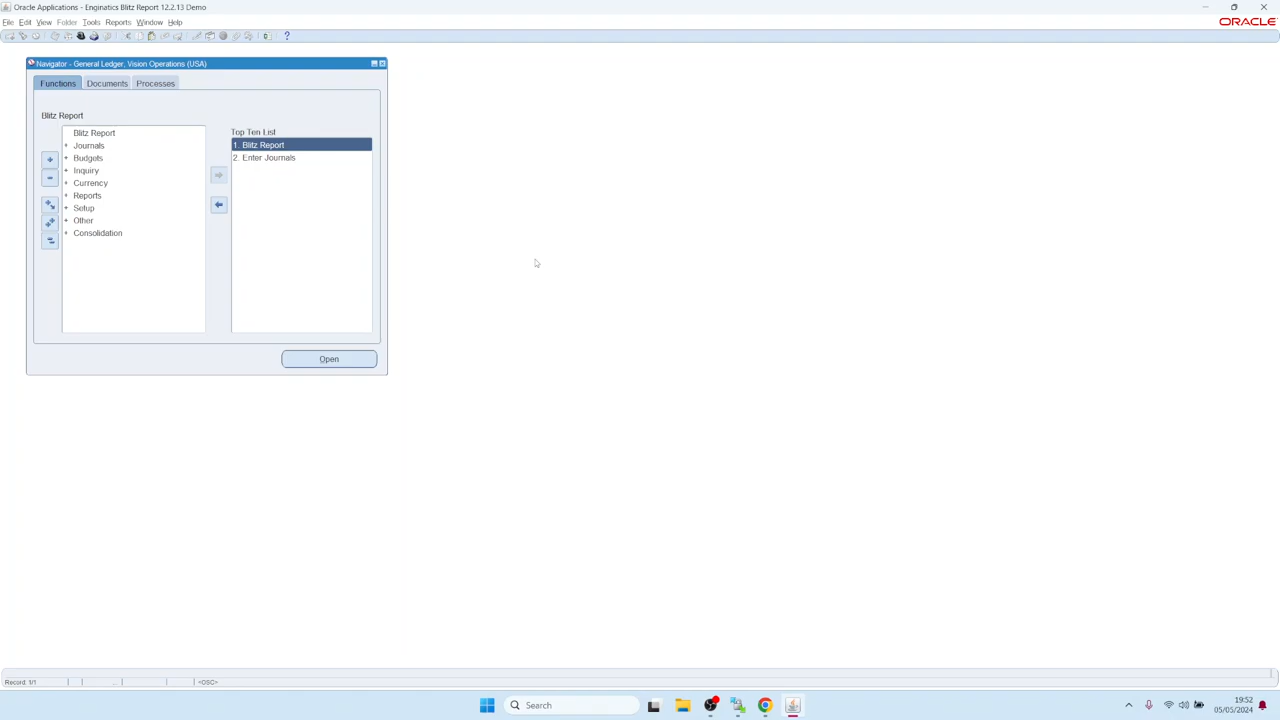 Oracle Applications - Enginatics Blitz Report 12.2.13 Demo
File Edit View Folder Tools Reports Window Help
ORACLE
Navigator - General Ledger, Vision Operations (USA)
Functions Documents Processes
Blitz Report
Top Ten List
Blitz Report
+ Journals
+ Budgets
+ Inquiry
+ Currency
+ Reports
+ Setup
+ Other
+ Consolidation
1. Blitz Report
2. Enter Journals
Open
Record: 1/1 ... <OSC>
Search
19:52
05/05/2024